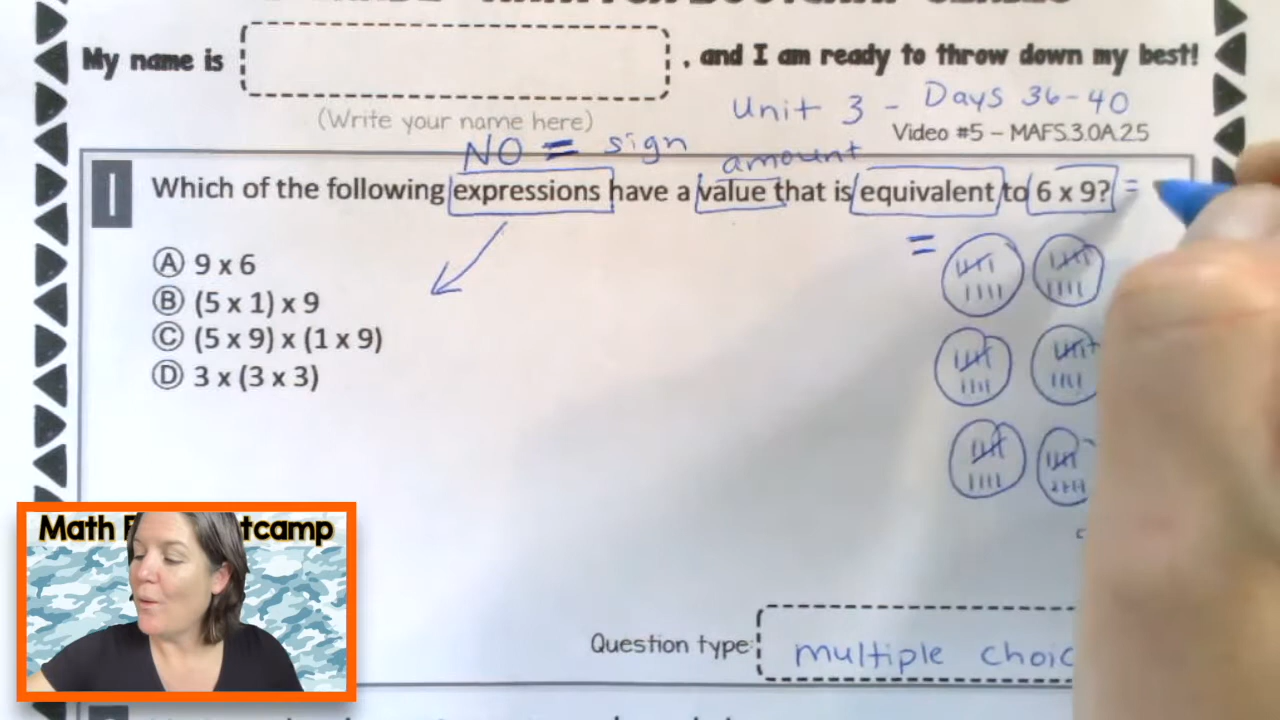 My name is , and I am ready to throw down my best!
(Write your name here)
Unit 3 - Days 36-40
Video #5 – MAFS.3.OA.2.5
NO = sign
amount
1 Which of the following expressions have a value that is equivalent to 6 x 9? =
=
Ⓐ 9 x 6
Ⓑ (5 x 1) x 9
Ⓒ (5 x 9) x (1 x 9)
Ⓓ 3 x (3 x 3)
Math
tcamp
Question type: multiple choic